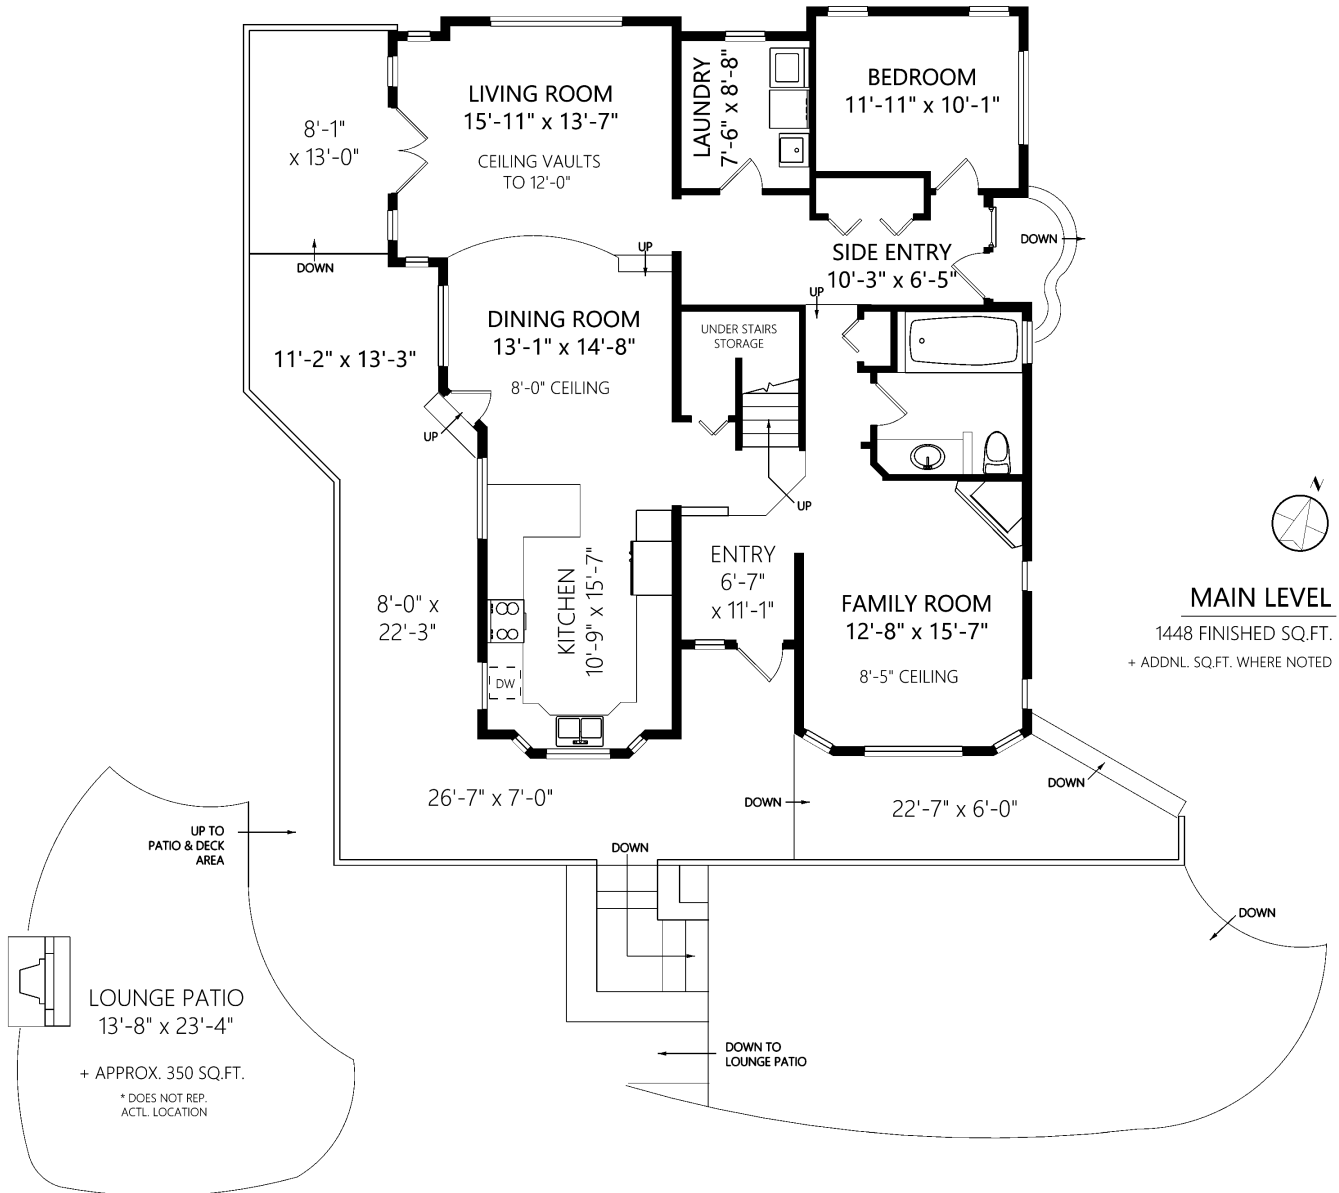 LIVING ROOM
15'-11" x 13'-7"
CEILING VAULTS
TO 12'-0"
LAUNDRY
7'-6" x 8'-8"
BEDROOM
11'-11" x 10'-1"
8'-1"
x 13'-0"
DOWN
UP
SIDE ENTRY
10'-3" x 6'-5"
DOWN
UP
DINING ROOM
13'-1" x 14'-8"
8'-0" CEILING
UNDER STAIRS
STORAGE
11'-2" x 13'-3"
UP
UP
N
ENTRY
6'-7"
x 11'-1"
KITCHEN
10'-9" x 15'-7"
DW
8'-0" x
22'-3"
FAMILY ROOM
12'-8" x 15'-7"
8'-5" CEILING
MAIN LEVEL
1448 FINISHED SQ.FT.
+ ADDNL. SQ.FT. WHERE NOTED
26'-7" x 7'-0"
DOWN
22'-7" x 6'-0"
DOWN
UP TO
PATIO & DECK
AREA
DOWN
DOWN
LOUNGE PATIO
13'-8" x 23'-4"
+ APPROX. 350 SQ.FT.
* DOES NOT REP.
ACTL. LOCATION
DOWN TO
LOUNGE PATIO